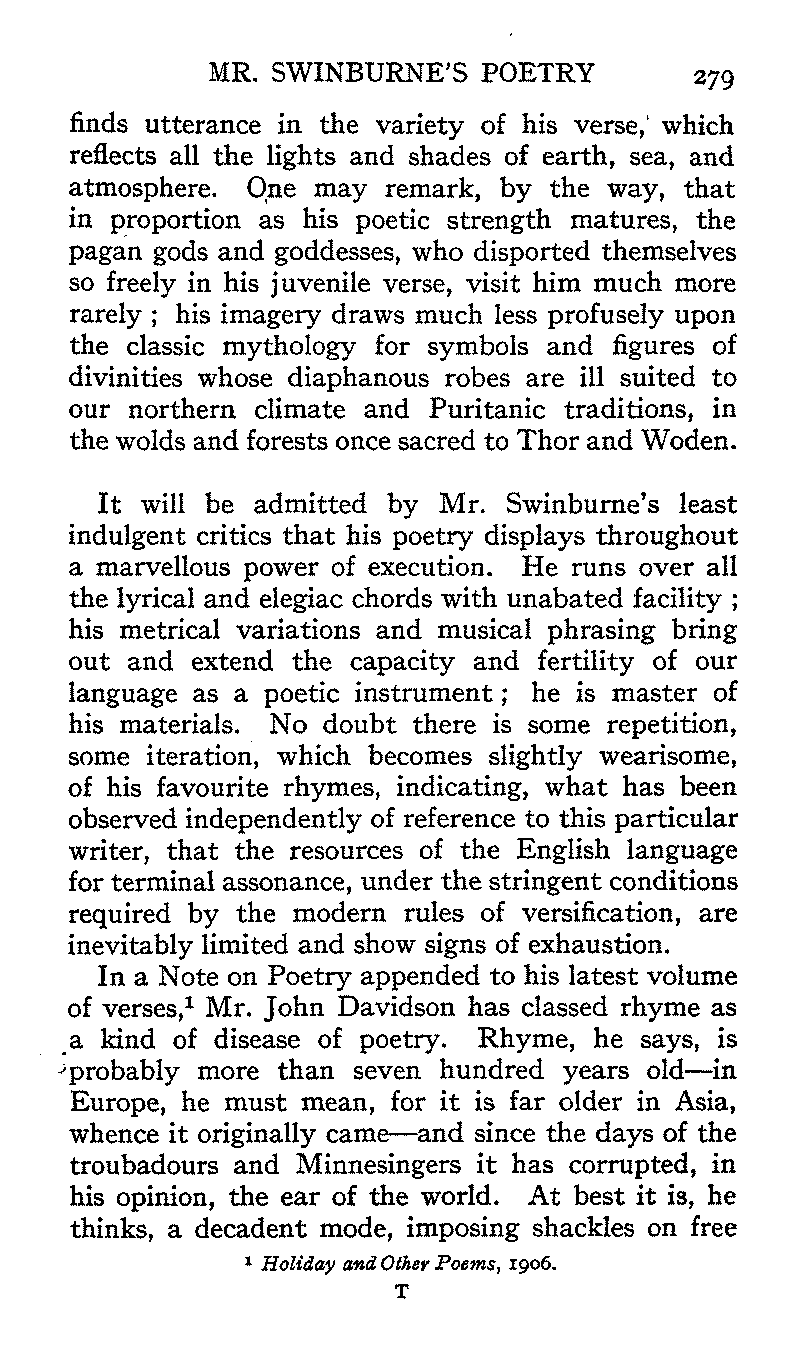 MR. SWINBURNE'S POETRY 279
finds utterance in the variety of his verse, which
reflects all the lights and shades of earth, sea, and
atmosphere. One may remark, by the way, that
in proportion as his poetic strength matures, the
pagan gods and goddesses, who disported themselves
so freely in his juvenile verse, visit him much more
rarely ; his imagery draws much less profusely upon
the classic mythology for symbols and figures of
divinities whose diaphanous robes are ill suited to
our northern climate and Puritanic traditions, in
the wolds and forests once sacred to Thor and Woden.
It will be admitted by Mr. Swinburne's least
indulgent critics that his poetry displays throughout
a marvellous power of execution. He runs over all
the lyrical and elegiac chords with unabated facility ;
his metrical variations and musical phrasing bring
out and extend the capacity and fertility of our
language as a poetic instrument ; he is master of
his materials. No doubt there is some repetition,
some iteration, which becomes slightly wearisome,
of his favourite rhymes, indicating, what has been
observed independently of reference to this particular
writer, that the resources of the English language
for terminal assonance, under the stringent conditions
required by the modern rules of versification, are
inevitably limited and show signs of exhaustion.
In a Note on Poetry appended to his latest volume
of verses,¹ Mr. John Davidson has classed rhyme as
a kind of disease of poetry. Rhyme, he says, is
probably more than seven hundred years old—in
Europe, he must mean, for it is far older in Asia,
whence it originally came—and since the days of the
troubadours and Minnesingers it has corrupted, in
his opinion, the ear of the world. At best it is, he
thinks, a decadent mode, imposing shackles on free
¹ Holiday and Other Poems, 1906.
T